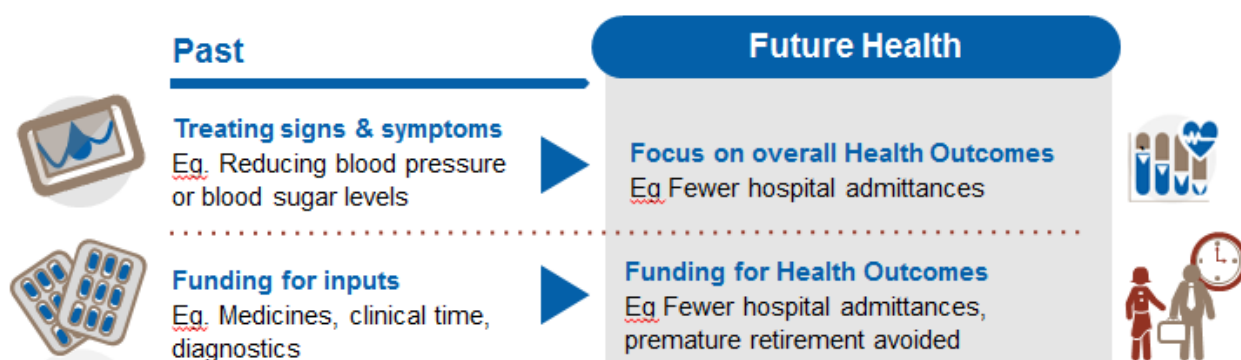 Past
Future Health
Treating signs & symptoms
Eg. Reducing blood pressure
or blood sugar levels
Focus on overall Health Outcomes
Eg Fewer hospital admittances
Funding for inputs
Eg. Medicines, clinical time,
diagnostics
Funding for Health Outcomes
Eg Fewer hospital admittances,
premature retirement avoided